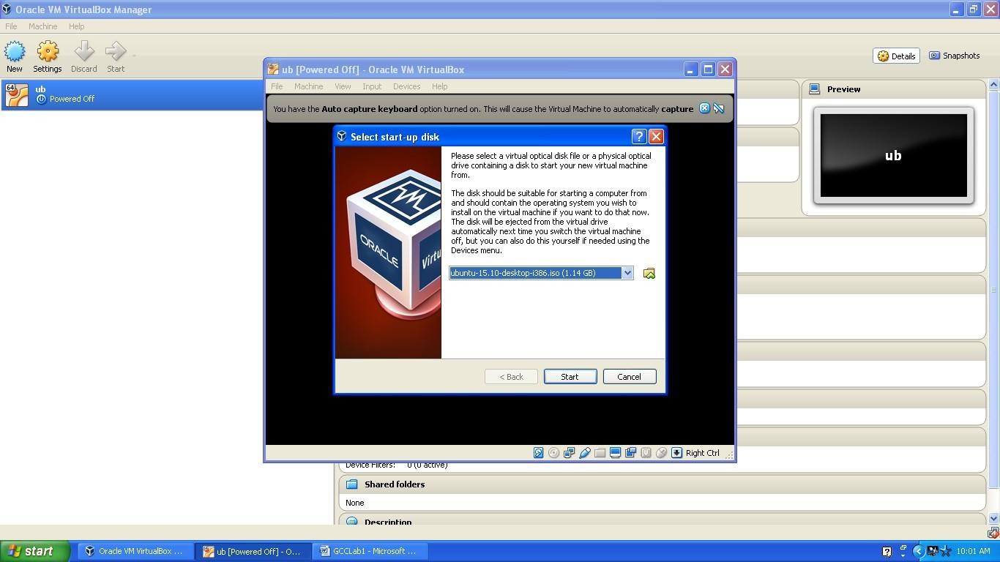 Oracle VM VirtualBox Manager
File Machine Help
New Settings Discard Start
Details Snapshots
64 ub
Powered Off
Preview
ub
ub [Powered Off] - Oracle VM VirtualBox
File Machine View Input Devices Help
You have the Auto capture keyboard option turned on. This will cause the Virtual Machine to automatically capture
Select start-up disk
Please select a virtual optical disk file or a physical optical
drive containing a disk to start your new virtual machine
from.
The disk should be suitable for starting a computer from
and should contain the operating system you wish to
install on the virtual machine if you want to do that now.
The disk will be ejected from the virtual drive
automatically next time you switch the virtual machine
off, but you can also do this yourself if needed using the
Devices menu.
ORACLE
Virtu
ubuntu-15.10-desktop-i386.iso (1.14 GB)
< Back Start Cancel
Right Ctrl
Device Filters: 0 (0 active)
Shared folders
None
Description
start
Oracle VM VirtualBox ...
ub [Powered Off] - O...
GCCLab1 - Microsoft ...
10:01 AM